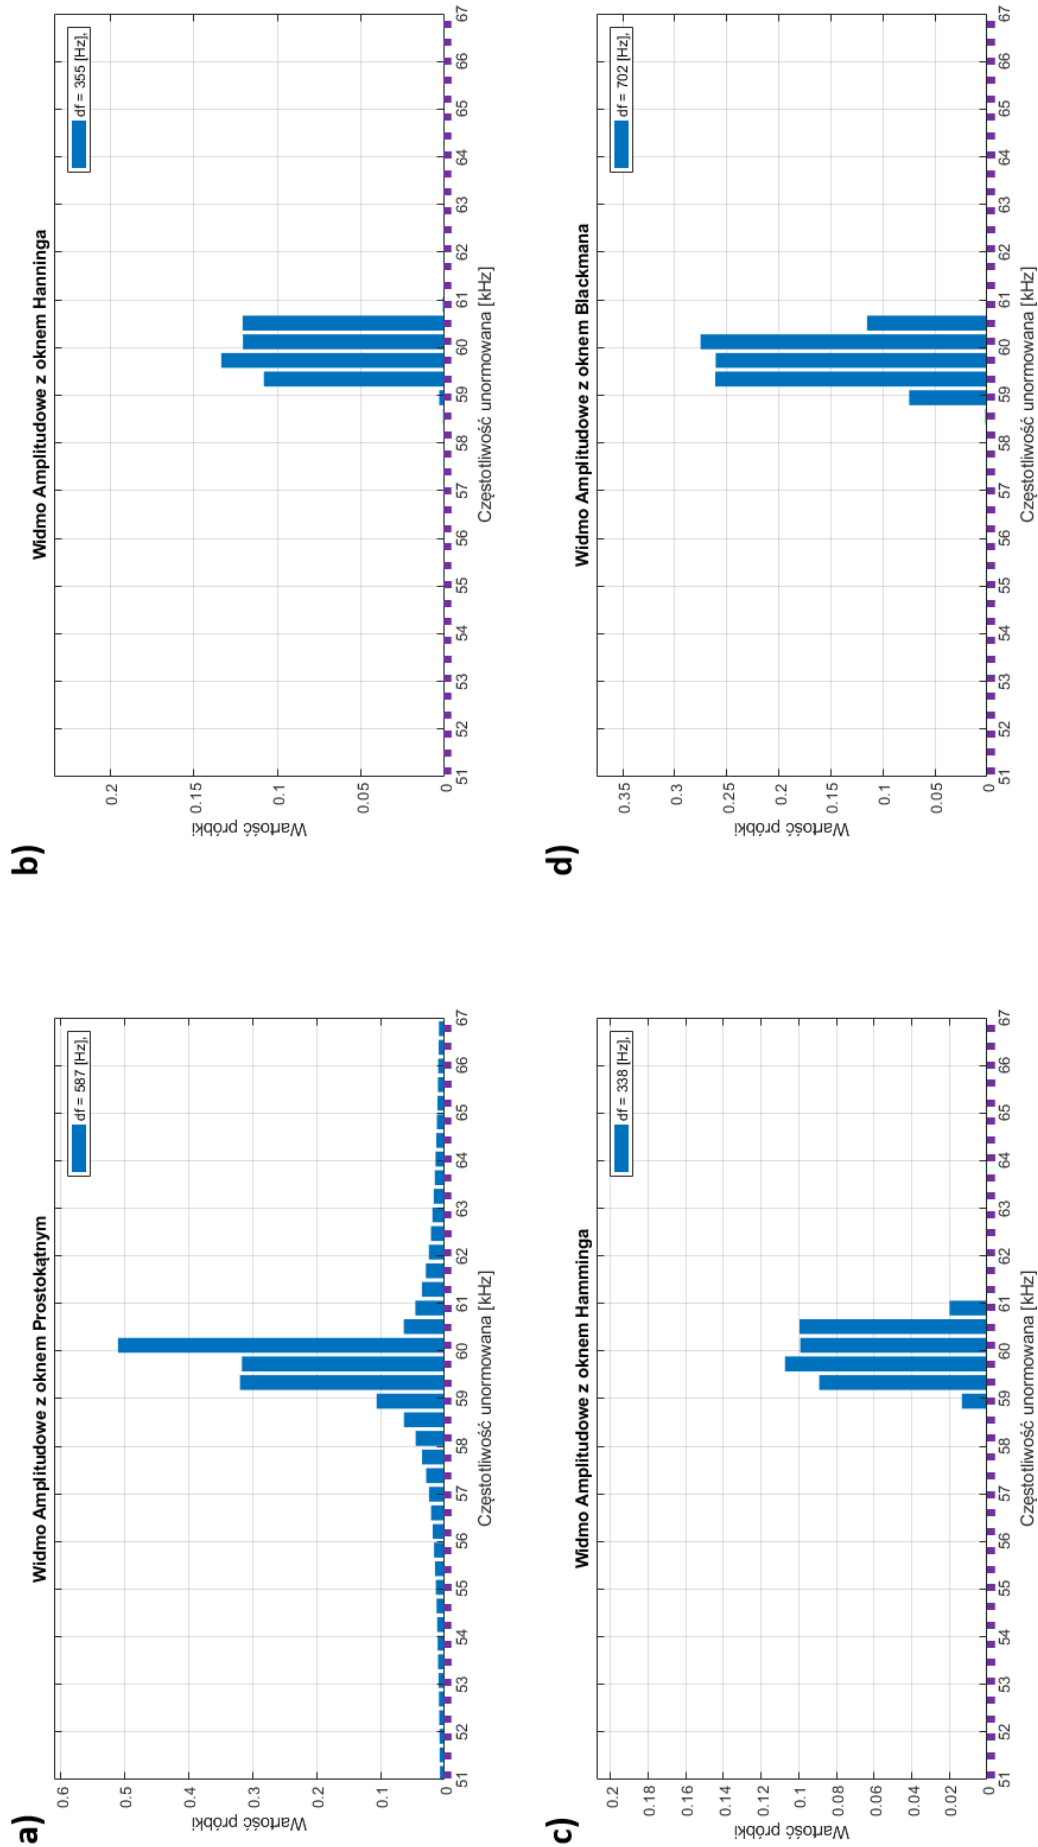 a)
Widmo Amplitudowe z oknem Prostokątnym
df = 587 [Hz],
Wartość próbki
0.6
0.5
0.4
0.3
0.2
0.1
0
51 52 53 54 55 56 57 58 59 60 61 62 63 64 65 66 67
Częstotliwość unormowana [kHz]
b)
Widmo Amplitudowe z oknem Hanninga
df = 355 [Hz],
Wartość próbki
0.2
0.15
0.1
0.05
0
51 52 53 54 55 56 57 58 59 60 61 62 63 64 65 66 67
Częstotliwość unormowana [kHz]
c)
Widmo Amplitudowe z oknem Hamminga
df = 338 [Hz],
Wartość próbki
0.2
0.18
0.16
0.14
0.12
0.1
0.08
0.06
0.04
0.02
0
51 52 53 54 55 56 57 58 59 60 61 62 63 64 65 66 67
Częstotliwość unormowana [kHz]
d)
Widmo Amplitudowe z oknem Blackmana
df = 702 [Hz],
Wartość próbki
0.35
0.3
0.25
0.2
0.15
0.1
0.05
0
51 52 53 54 55 56 57 58 59 60 61 62 63 64 65 66 67
Częstotliwość unormowana [kHz]